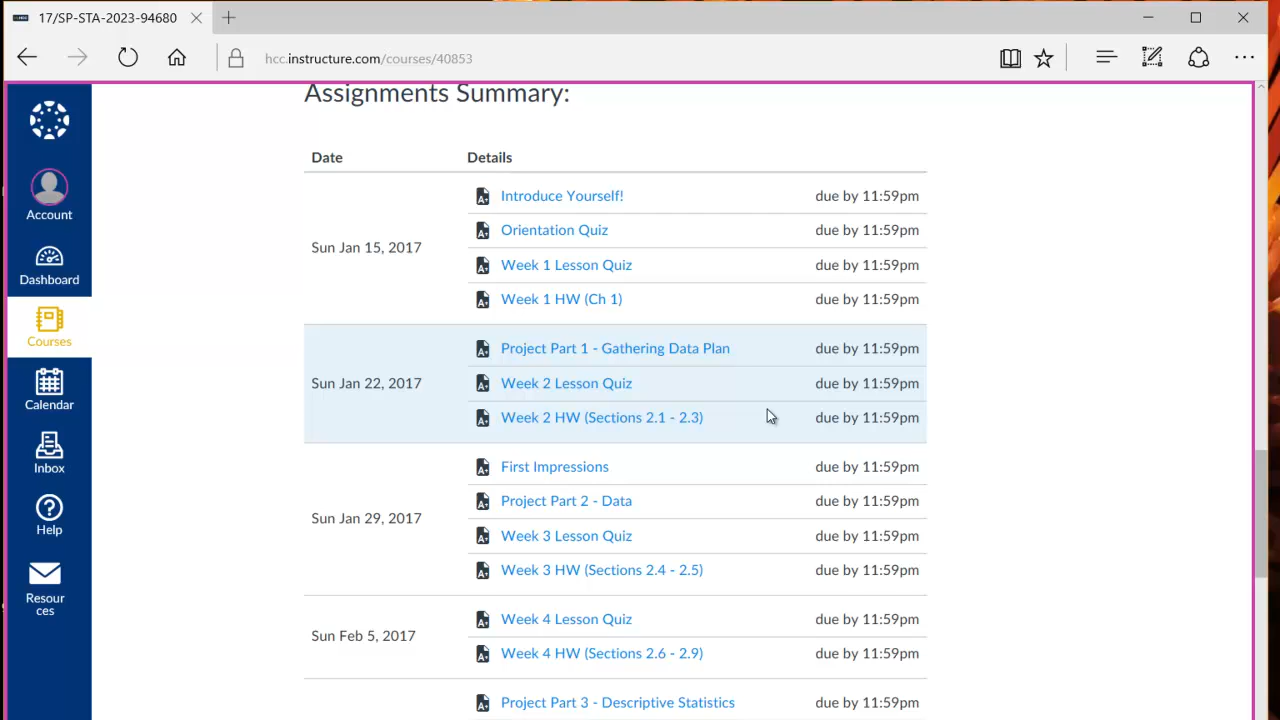 17/SP-STA-2023-94680
hcc.instructure.com/courses/40853
Assignments Summary:
Date Details
Sun Jan 15, 2017
Introduce Yourself! due by 11:59pm
Orientation Quiz due by 11:59pm
Week 1 Lesson Quiz due by 11:59pm
Week 1 HW (Ch 1) due by 11:59pm
Sun Jan 22, 2017
Project Part 1 - Gathering Data Plan due by 11:59pm
Week 2 Lesson Quiz due by 11:59pm
Week 2 HW (Sections 2.1 - 2.3) due by 11:59pm
Sun Jan 29, 2017
First Impressions due by 11:59pm
Project Part 2 - Data due by 11:59pm
Week 3 Lesson Quiz due by 11:59pm
Week 3 HW (Sections 2.4 - 2.5) due by 11:59pm
Sun Feb 5, 2017
Week 4 Lesson Quiz due by 11:59pm
Week 4 HW (Sections 2.6 - 2.9) due by 11:59pm
Project Part 3 - Descriptive Statistics due by 11:59pm
Account
Dashboard
Courses
Calendar
Inbox
Help
Resour
ces